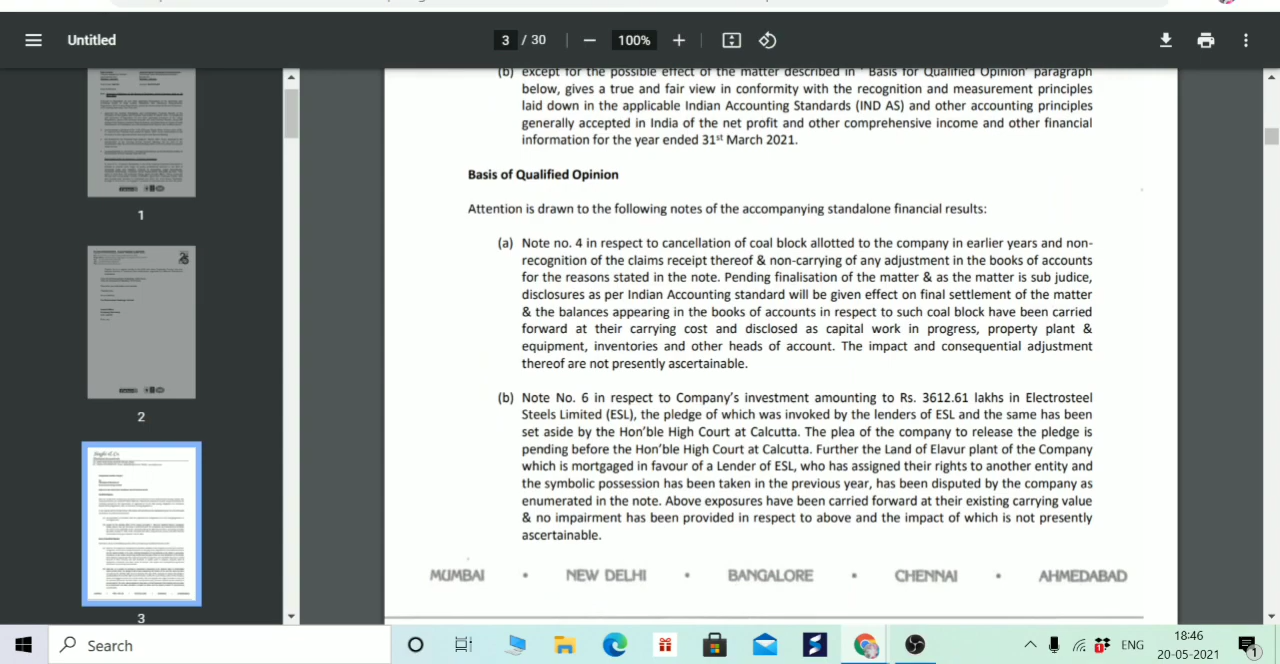 Untitled
3 / 30
100%
(b) except for the possible effect of the matter described in "Basis for Qualified Opinion" paragraph
below, gives a true and fair view in conformity with the recognition and measurement principles
laid down in the applicable Indian Accounting Standards (IND AS) and other accounting principles
generally accepted in India of the net profit and other comprehensive income and other financial
information for the year ended 31st March 2021.
Basis of Qualified Opinion
Attention is drawn to the following notes of the accompanying standalone financial results:
(a) Note no. 4 in respect to cancellation of coal block allotted to the company in earlier years and non-
recognition of the claims receipt thereof & non-carrying of any adjustment in the books of accounts
for the reasons stated in the note. Pending finalisation of the matter & as the matter is sub judice,
disclosures as per Indian Accounting standard will be given effect on final settlement of the matter
& the balances appearing in the books of accounts in respect to such coal block have been carried
forward at their carrying cost and disclosed as capital work in progress, property plant &
equipment, inventories and other heads of account. The impact and consequential adjustment
thereof are not presently ascertainable.
(b) Note No. 6 in respect to Company's investment amounting to Rs. 3612.61 lakhs in Electrosteel
Steels Limited (ESL), the pledge of which was invoked by the lenders of ESL and the same has been
set aside by the Hon'ble High Court at Calcutta. The plea of the company to release the pledge is
pending before the Hon'ble High Court at Calcutta. Further the Land of Elavur plant of the Company
which is mortgaged in favour of a Lender of ESL, who has assigned their rights to another entity and
the symbolic possession has been taken in the previous year, has been disputed by the company as
enumerated in the note. Above exposures have been carried forward at their existing carrying value
& no impairment has been provided in respect to above and the impact of which is not presently
ascertainable.
MUMBAI • NEW DELHI • BANGALORE • CHENNAI • AHMEDABAD
1
2
3
Search
ENG
18:46
20-05-2021
1
1